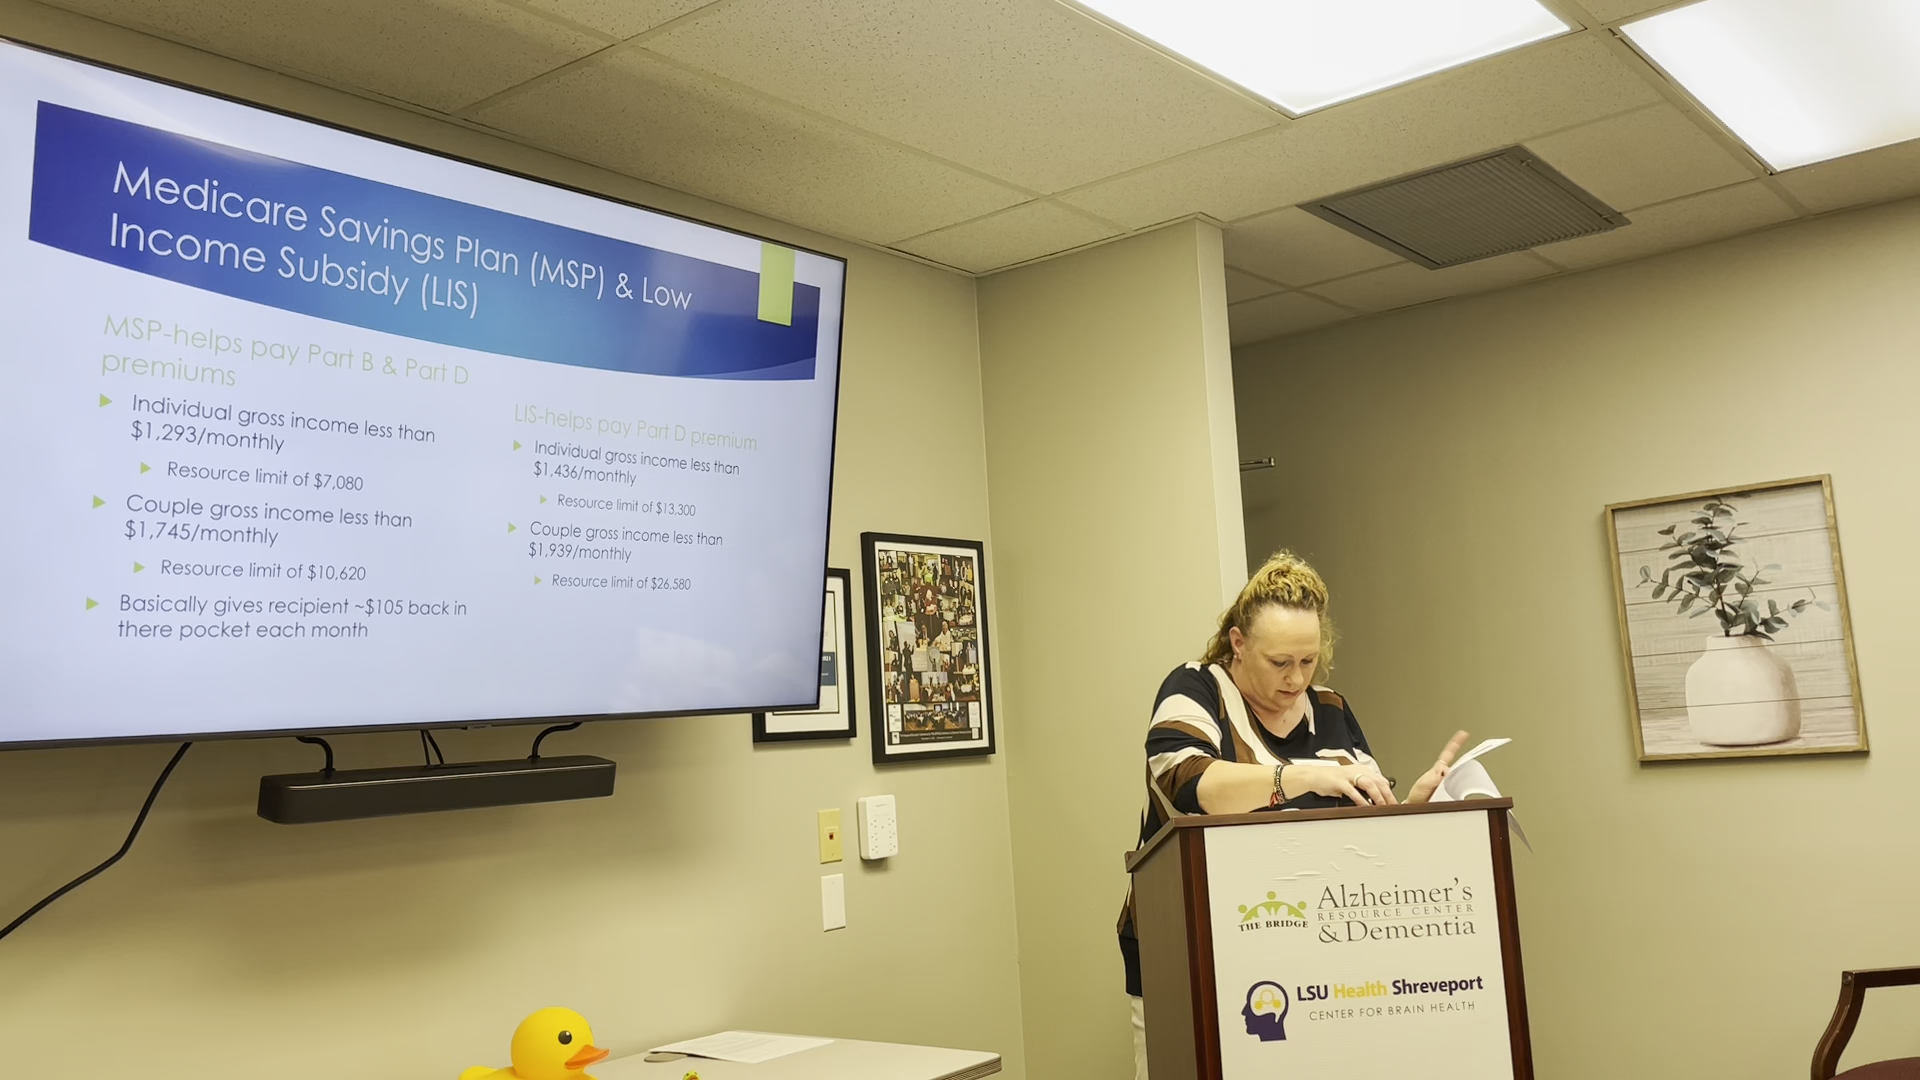 Medicare Savings Plan (MSP) & Low
Income Subsidy (LIS)
MSP-helps pay Part B & Part D
premiums
Individual gross income less than
$1,293/monthly
Resource limit of $7,080
Couple gross income less than
$1,745/monthly
Resource limit of $10,620
Basically gives recipient ~$105 back in
there pocket each month
LIS-helps pay Part D premium
Individual gross income less than
$1,436/monthly
Resource limit of $13,300
Couple gross income less than
$1,939/monthly
Resource limit of $26,580
THE BRIDGE
Alzheimer's
RESOURCE CENTER
& Dementia
LSU Health Shreveport
CENTER FOR BRAIN HEALTH